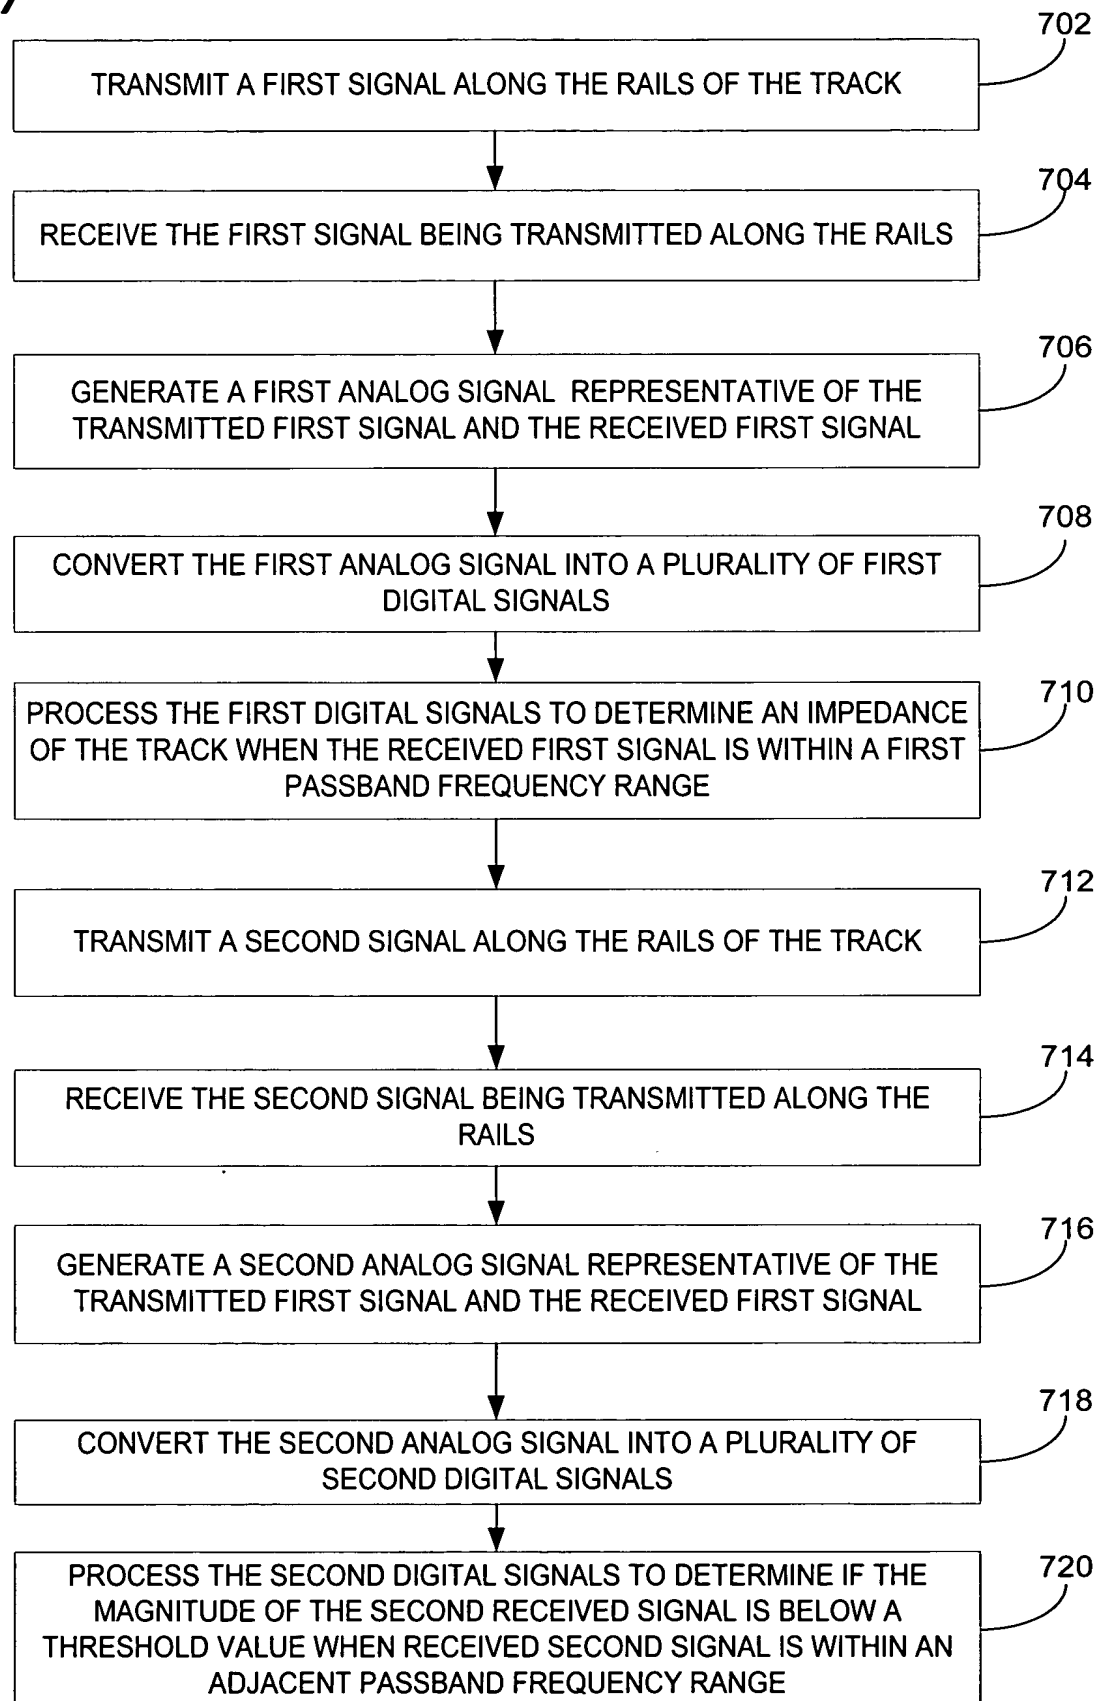 702
TRANSMIT A FIRST SIGNAL ALONG THE RAILS OF THE TRACK
704
RECEIVE THE FIRST SIGNAL BEING TRANSMITTED ALONG THE RAILS
706
GENERATE A FIRST ANALOG SIGNAL REPRESENTATIVE OF THE
TRANSMITTED FIRST SIGNAL AND THE RECEIVED FIRST SIGNAL
708
CONVERT THE FIRST ANALOG SIGNAL INTO A PLURALITY OF FIRST
DIGITAL SIGNALS
710
PROCESS THE FIRST DIGITAL SIGNALS TO DETERMINE AN IMPEDANCE
OF THE TRACK WHEN THE RECEIVED FIRST SIGNAL IS WITHIN A FIRST
PASSBAND FREQUENCY RANGE
712
TRANSMIT A SECOND SIGNAL ALONG THE RAILS OF THE TRACK
714
RECEIVE THE SECOND SIGNAL BEING TRANSMITTED ALONG THE
RAILS
716
GENERATE A SECOND ANALOG SIGNAL REPRESENTATIVE OF THE
TRANSMITTED FIRST SIGNAL AND THE RECEIVED FIRST SIGNAL
718
CONVERT THE SECOND ANALOG SIGNAL INTO A PLURALITY OF
SECOND DIGITAL SIGNALS
720
PROCESS THE SECOND DIGITAL SIGNALS TO DETERMINE IF THE
MAGNITUDE OF THE SECOND RECEIVED SIGNAL IS BELOW A
THRESHOLD VALUE WHEN RECEIVED SECOND SIGNAL IS WITHIN AN
ADJACENT PASSBAND FREQUENCY RANGE